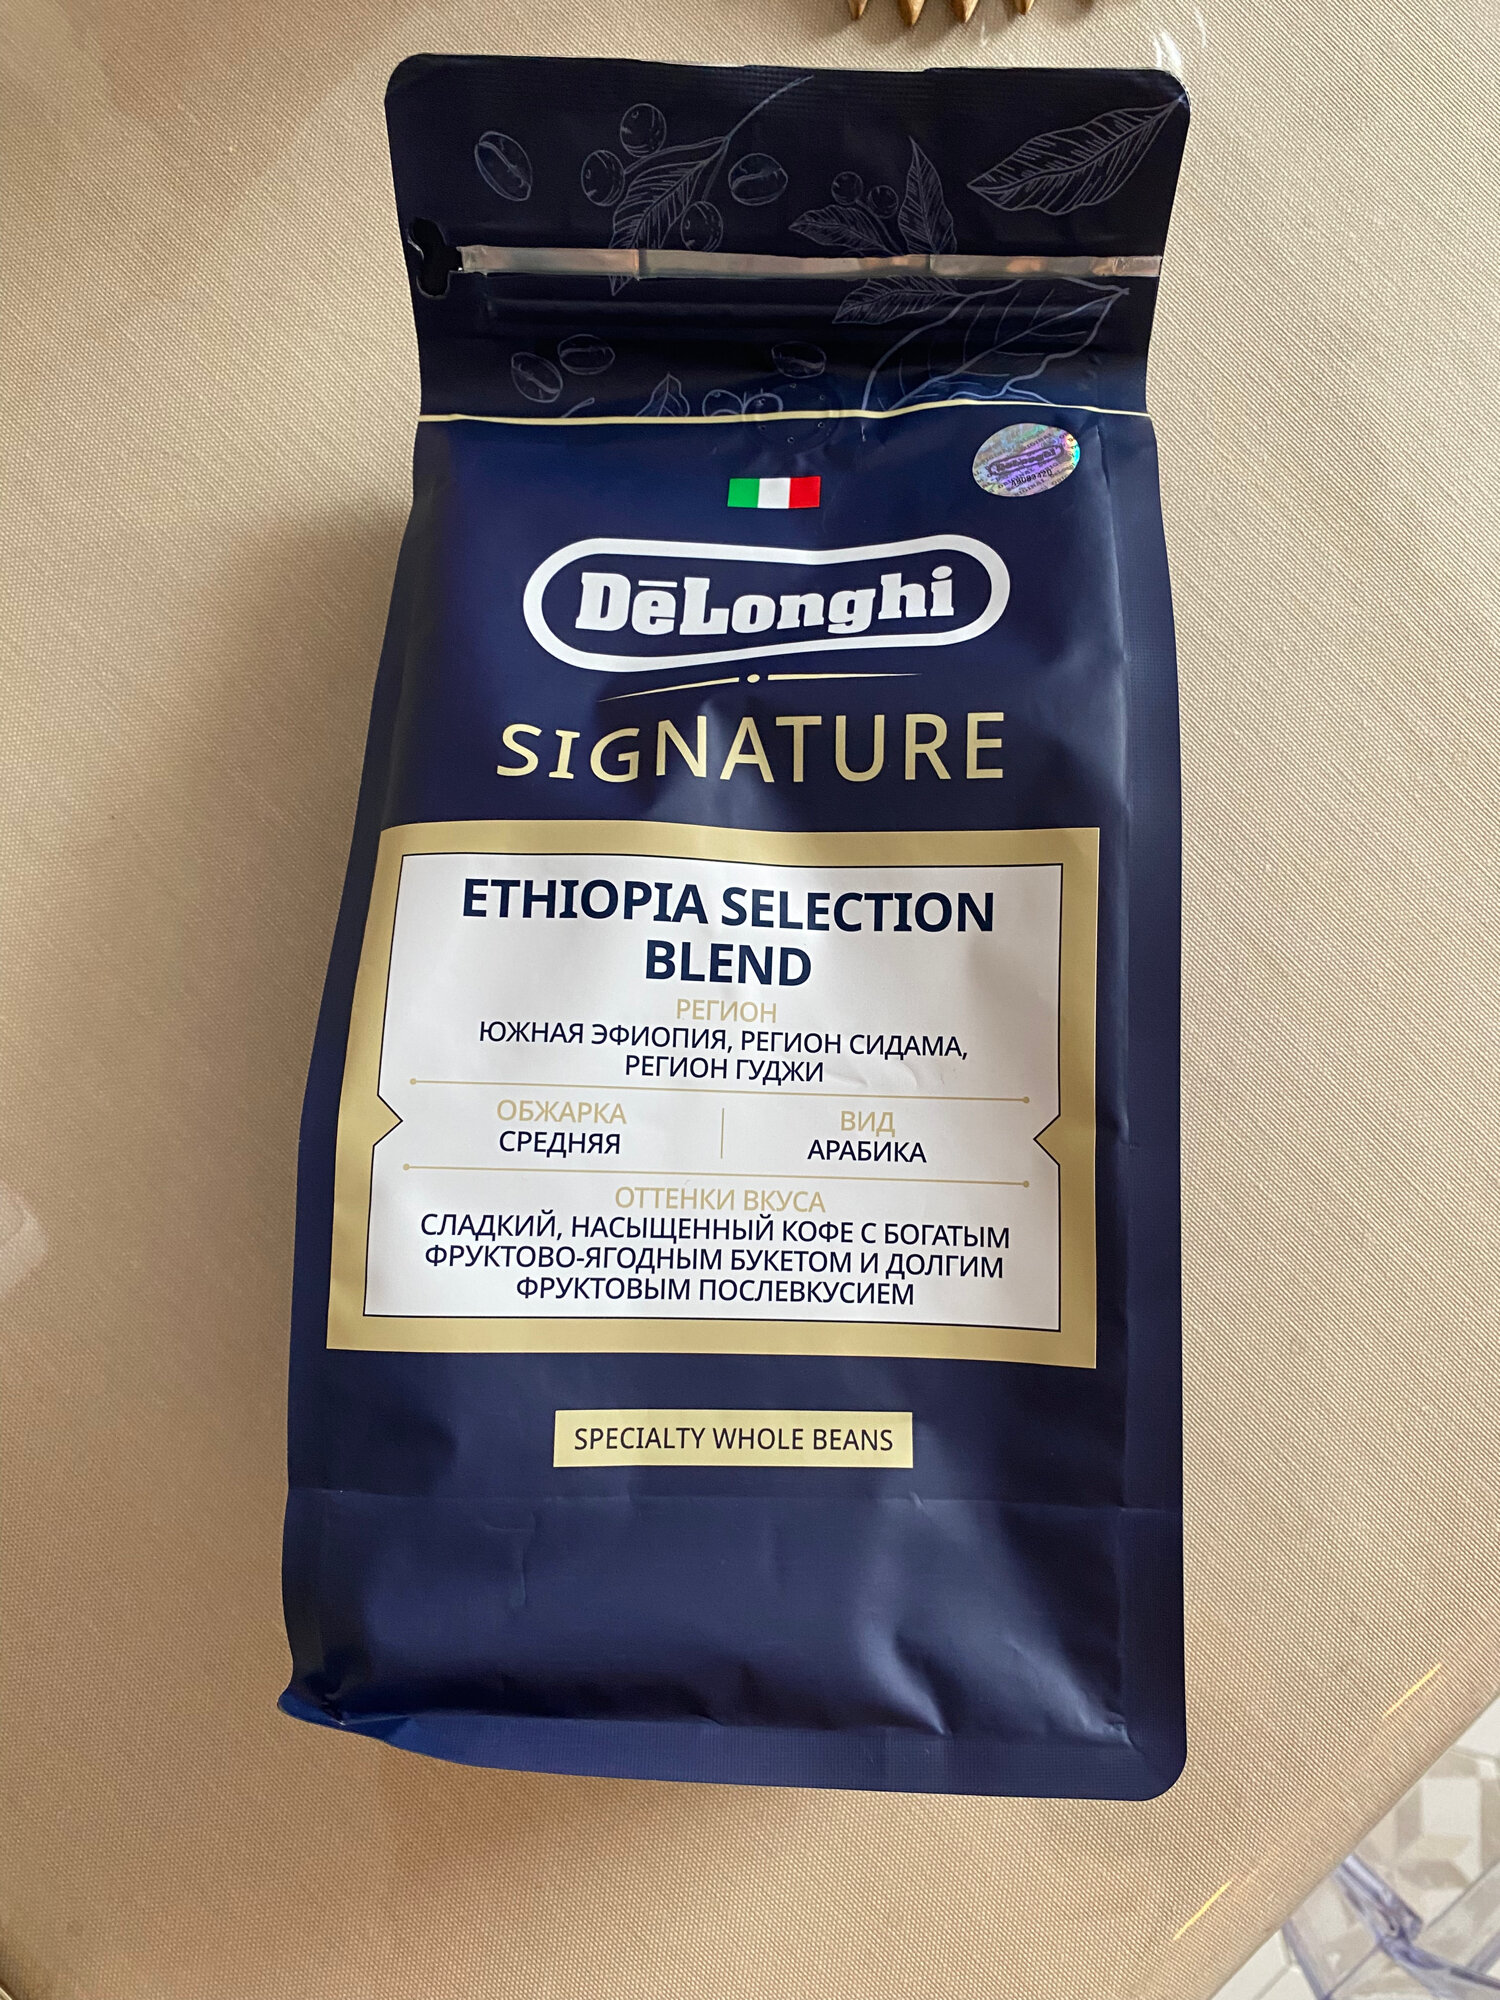 DeLonghi
DēLonghi
SIGNATURE
ETHIOPIA SELECTION
BLEND
РЕГИОН
ЮЖНАЯ ЭФИОПИЯ, РЕГИОН СИДАМА,
РЕГИОН ГУДЖИ
ОБЖАРКА
СРЕДНЯЯ
ВИД
АРАБИКА
ОТТЕНКИ ВКУСА
СЛАДКИЙ, НАСЫЩЕННЫЙ КОФЕ С БОГАТЫМ
ФРУКТОВО-ЯГОДНЫМ БУКЕТОМ И ДОЛГИМ
ФРУКТОВЫМ ПОСЛЕВКУСИЕМ
SPECIALTY WHOLE BEANS